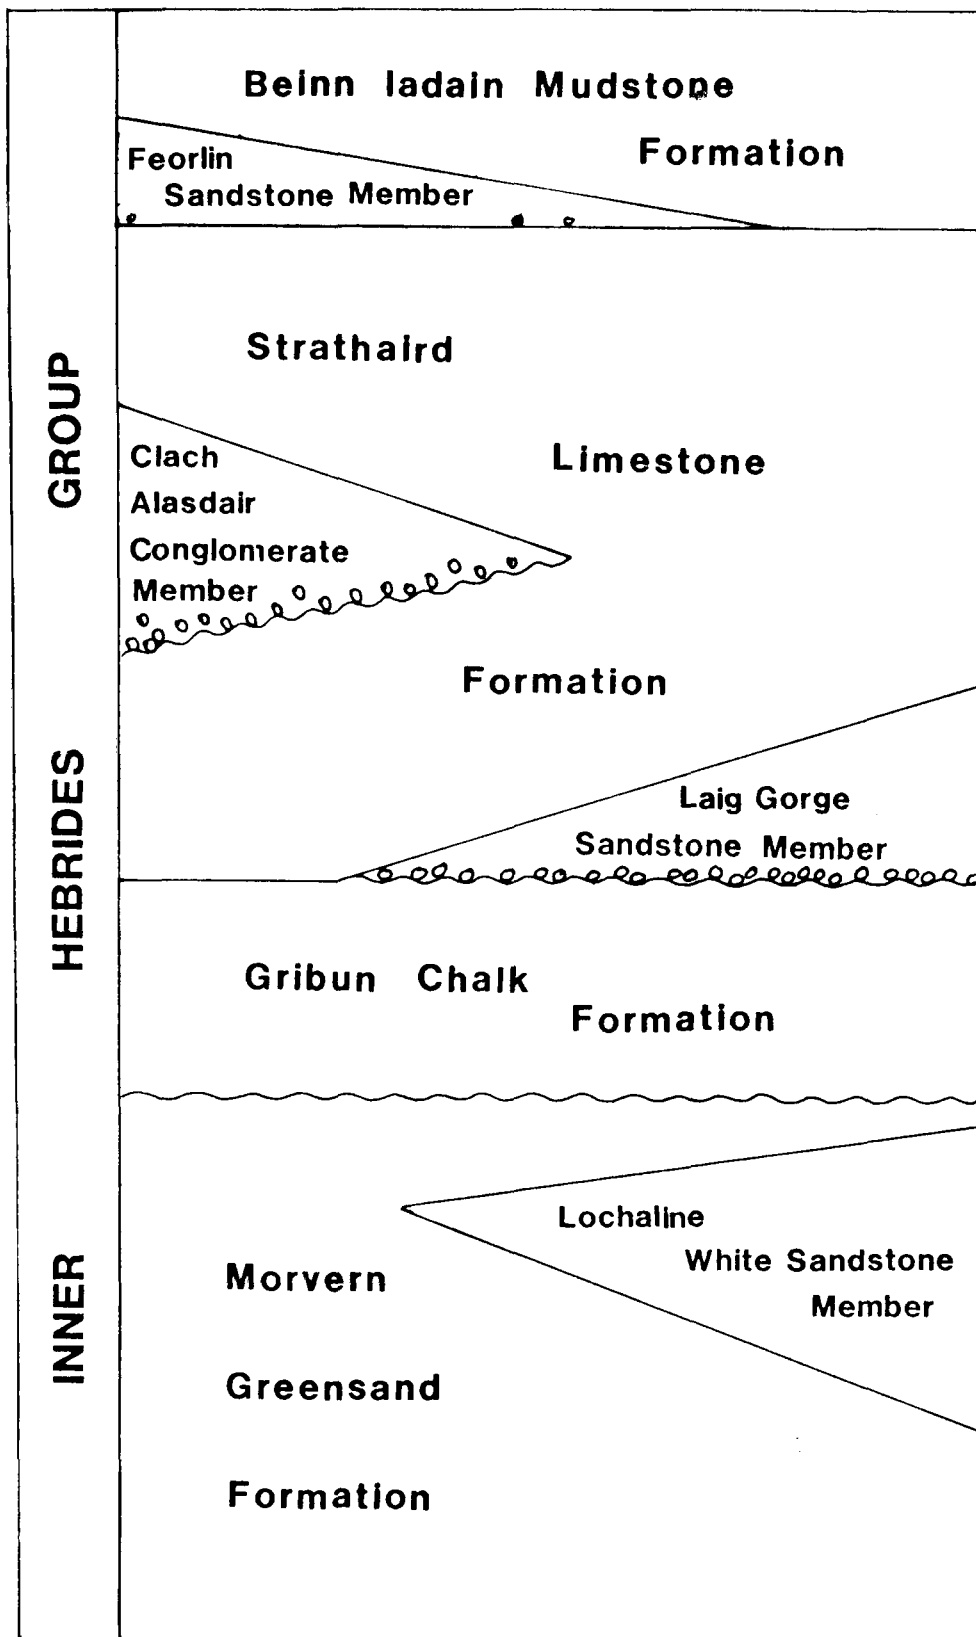 INNER HEBRIDES GROUP
Beinn Iadain Mudstone
Formation
Feorlin
Sandstone Member
Strathaird
Limestone
Formation
Clach
Alasdair
Conglomerate
Member
Laig Gorge
Sandstone Member
Gribun Chalk
Formation
Lochaline
White Sandstone
Member
Morvern
Greensand
Formation